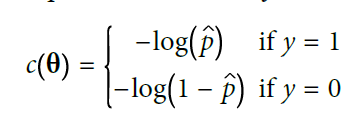 c(θ) = { −log(p̂) if y = 1
−log(1 − p̂) if y = 0